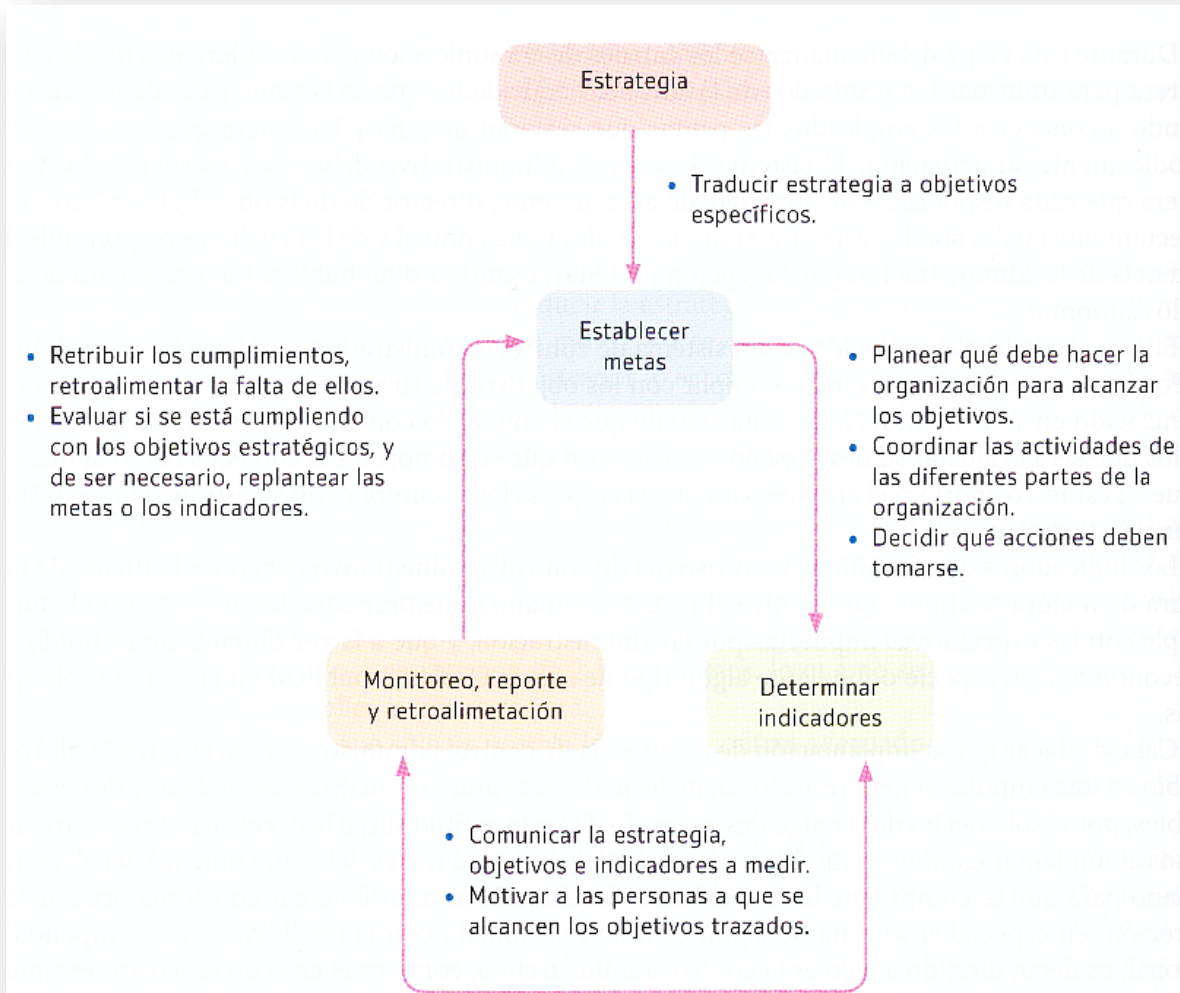 Estrategia
• Traducir estrategia a objetivos
específicos.
Establecer
metas
• Retribuir los cumplimientos,
retroalimentar la falta de ellos.
• Evaluar si se está cumpliendo
con los objetivos estratégicos, y
de ser necesario, replantear las
metas o los indicadores.
• Planear qué debe hacer la
organización para alcanzar
los objetivos.
• Coordinar las actividades de
las diferentes partes de la
organización.
• Decidir qué acciones deben
tomarse.
Monitoreo, reporte
y retroalimetación
Determinar
indicadores
• Comunicar la estrategia,
objetivos e indicadores a medir.
• Motivar a las personas a que se
alcancen los objetivos trazados.